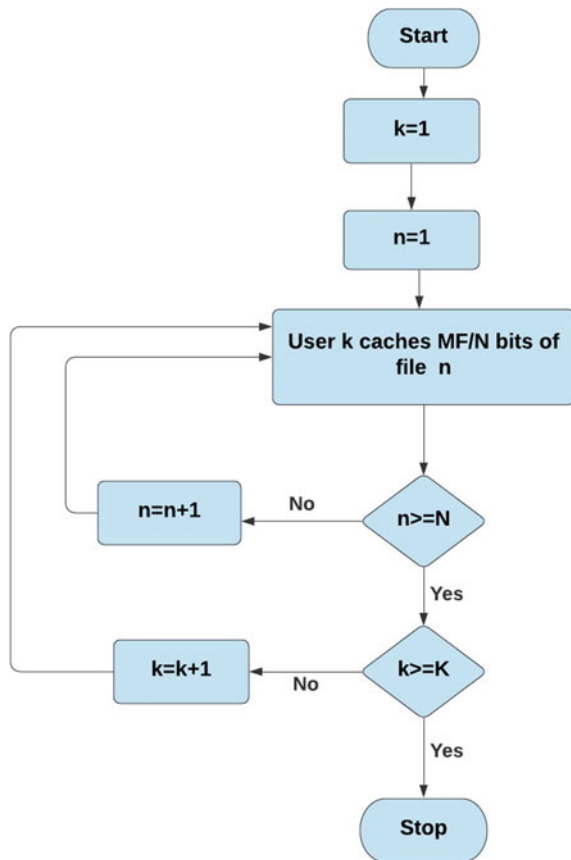 Start
k=1
n=1
User k caches MF/N bits of
file n
n>=N
No
n=n+1
Yes
k>=K
No
k=k+1
Yes
Stop